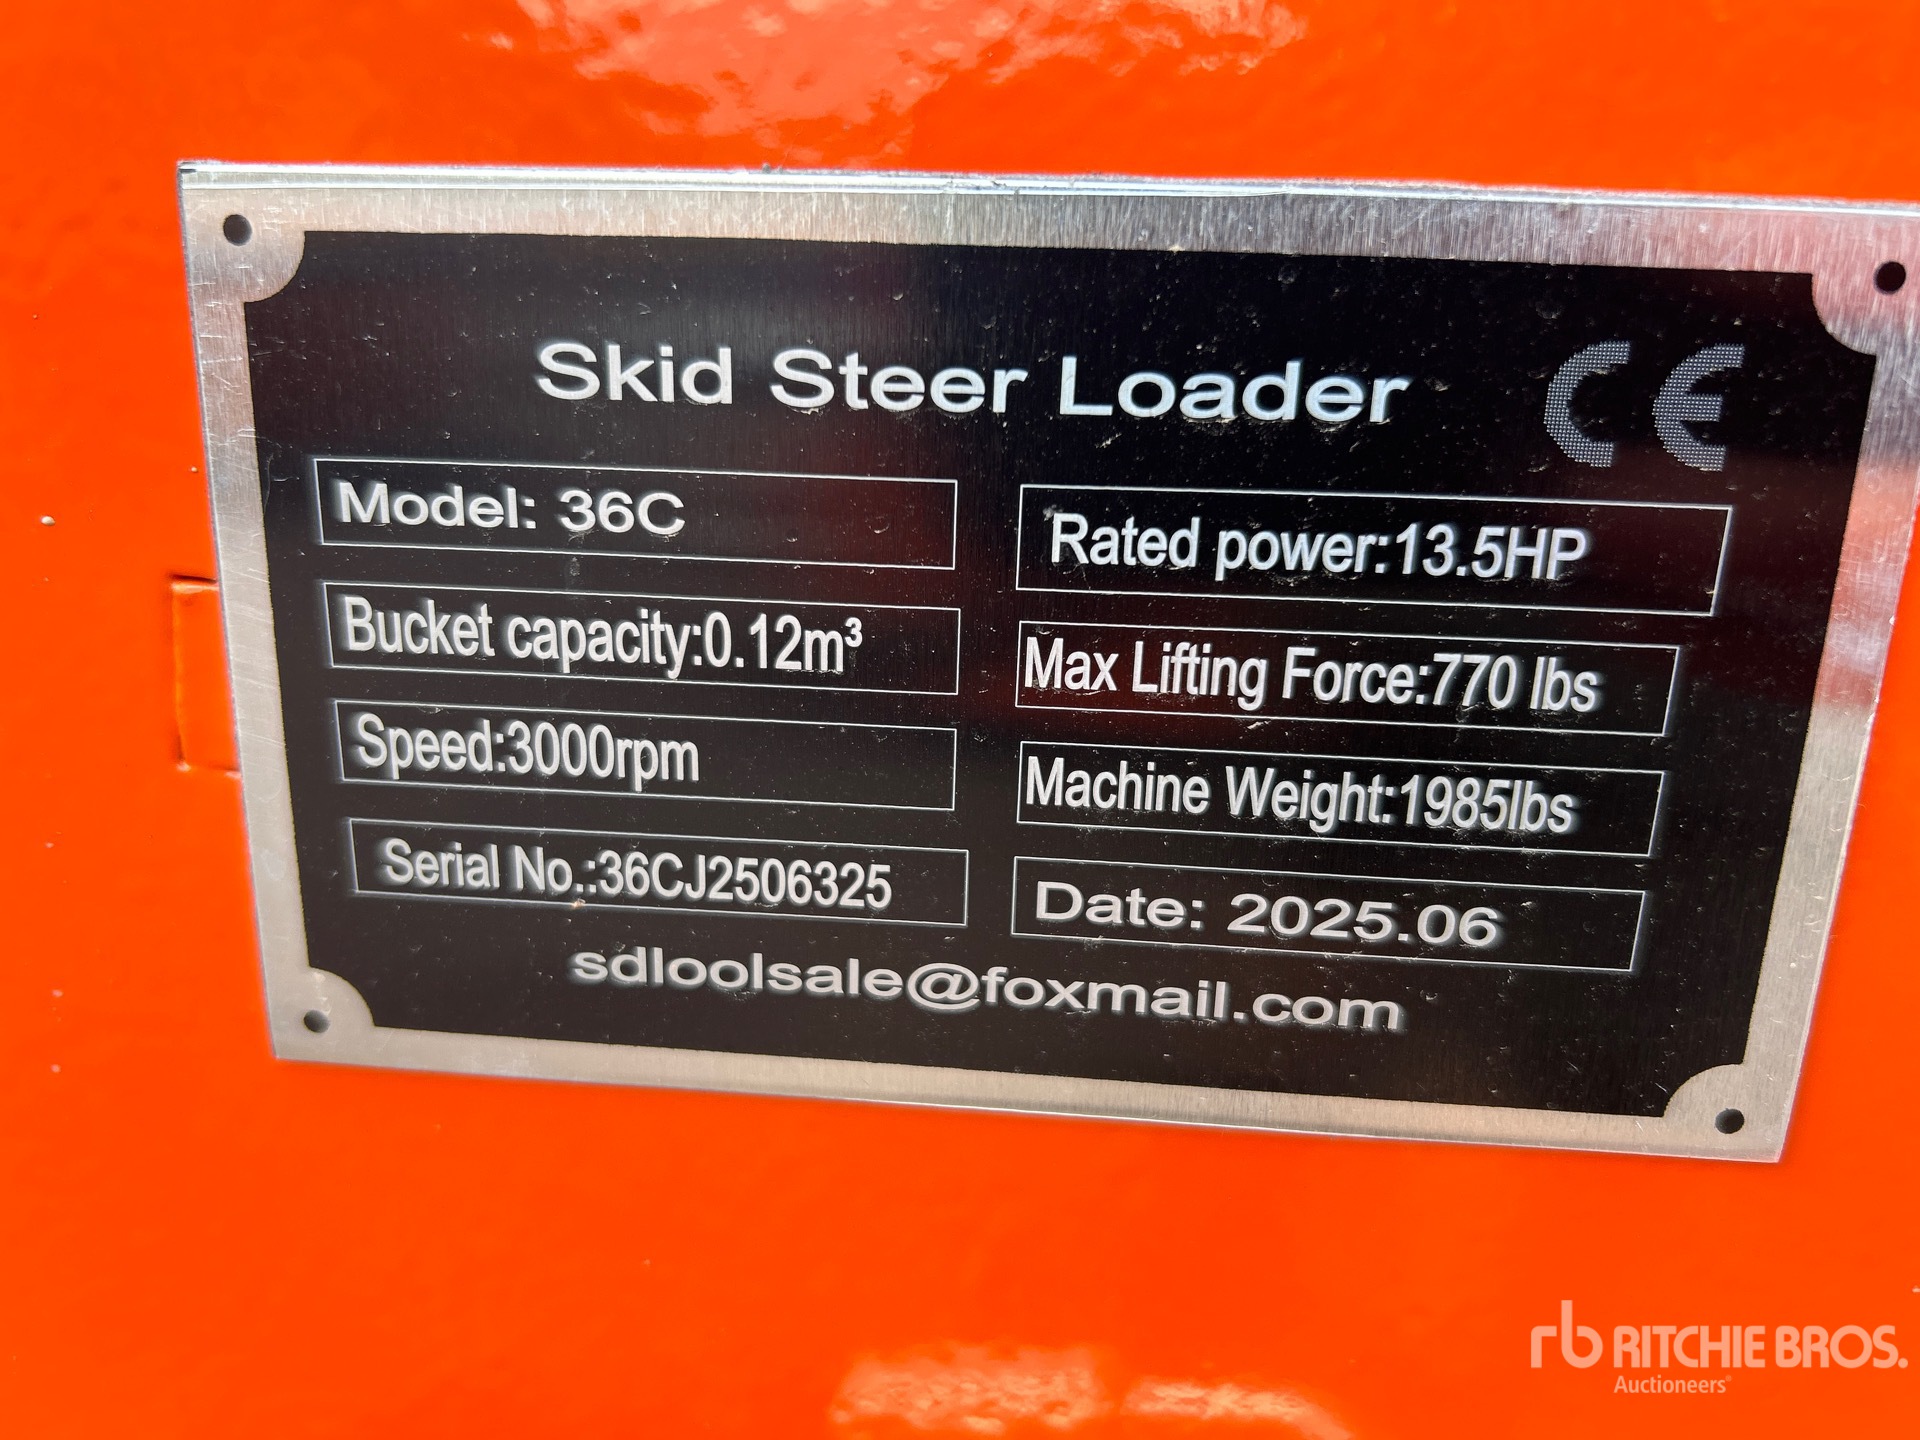 Skid Steer Loader CE
Model: 36C
Rated power:13.5HP
Bucket capacity:0.12m³
Max Lifting Force:770 lbs
Speed:3000rpm
Machine Weight:1985lbs
Serial No.:36CJ2506325
Date: 2025.06
sdloolsale@foxmail.com
rb RITCHIE BROS.
Auctioneers®